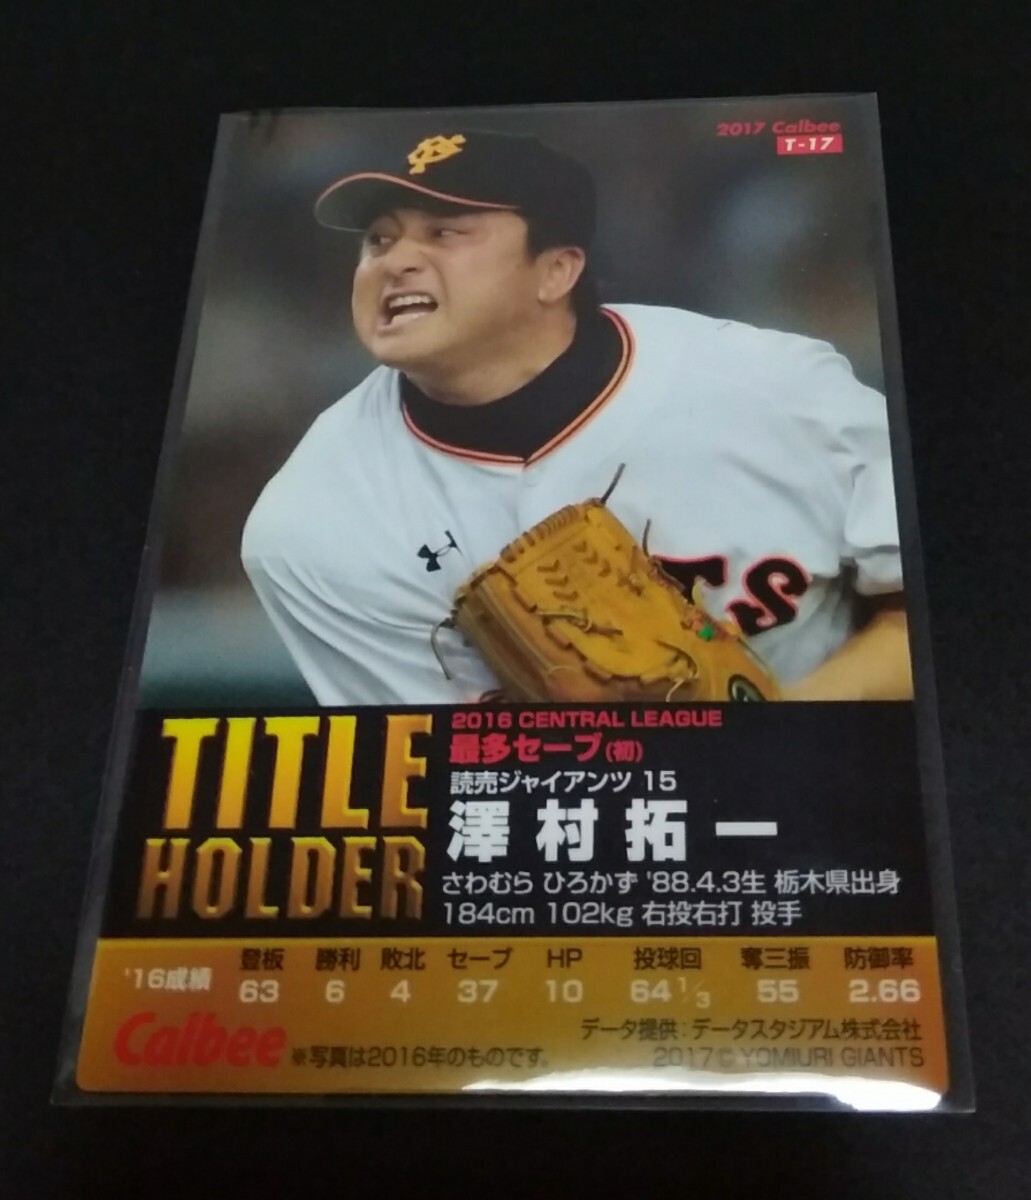 2017 Calbee
T-17
TS
TITLE
HOLDER
2016 CENTRAL LEAGUE
最多セーブ(初)
読売ジャイアンツ 15
澤村拓一
さわむら ひろかず '88.4.3生 栃木県出身
184cm 102kg 右投右打 投手
登板 勝利 敗北 セーブ HP 投球回 奪三振 防御率
'16成績 63 6 4 37 10 64 1/3 55 2.66
Calbee
データ提供:データスタジアム株式会社
※写真は2016年のものです。
2017 © YOMIURI GIANTS